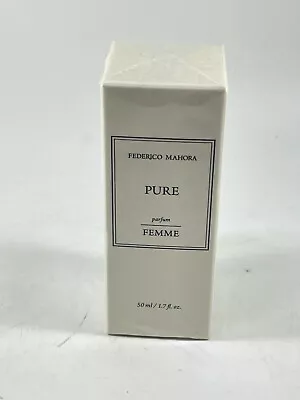 FEDERICO MAHORA
PURE
parfum
FEMME
50 ml / 1.7 fl. oz.